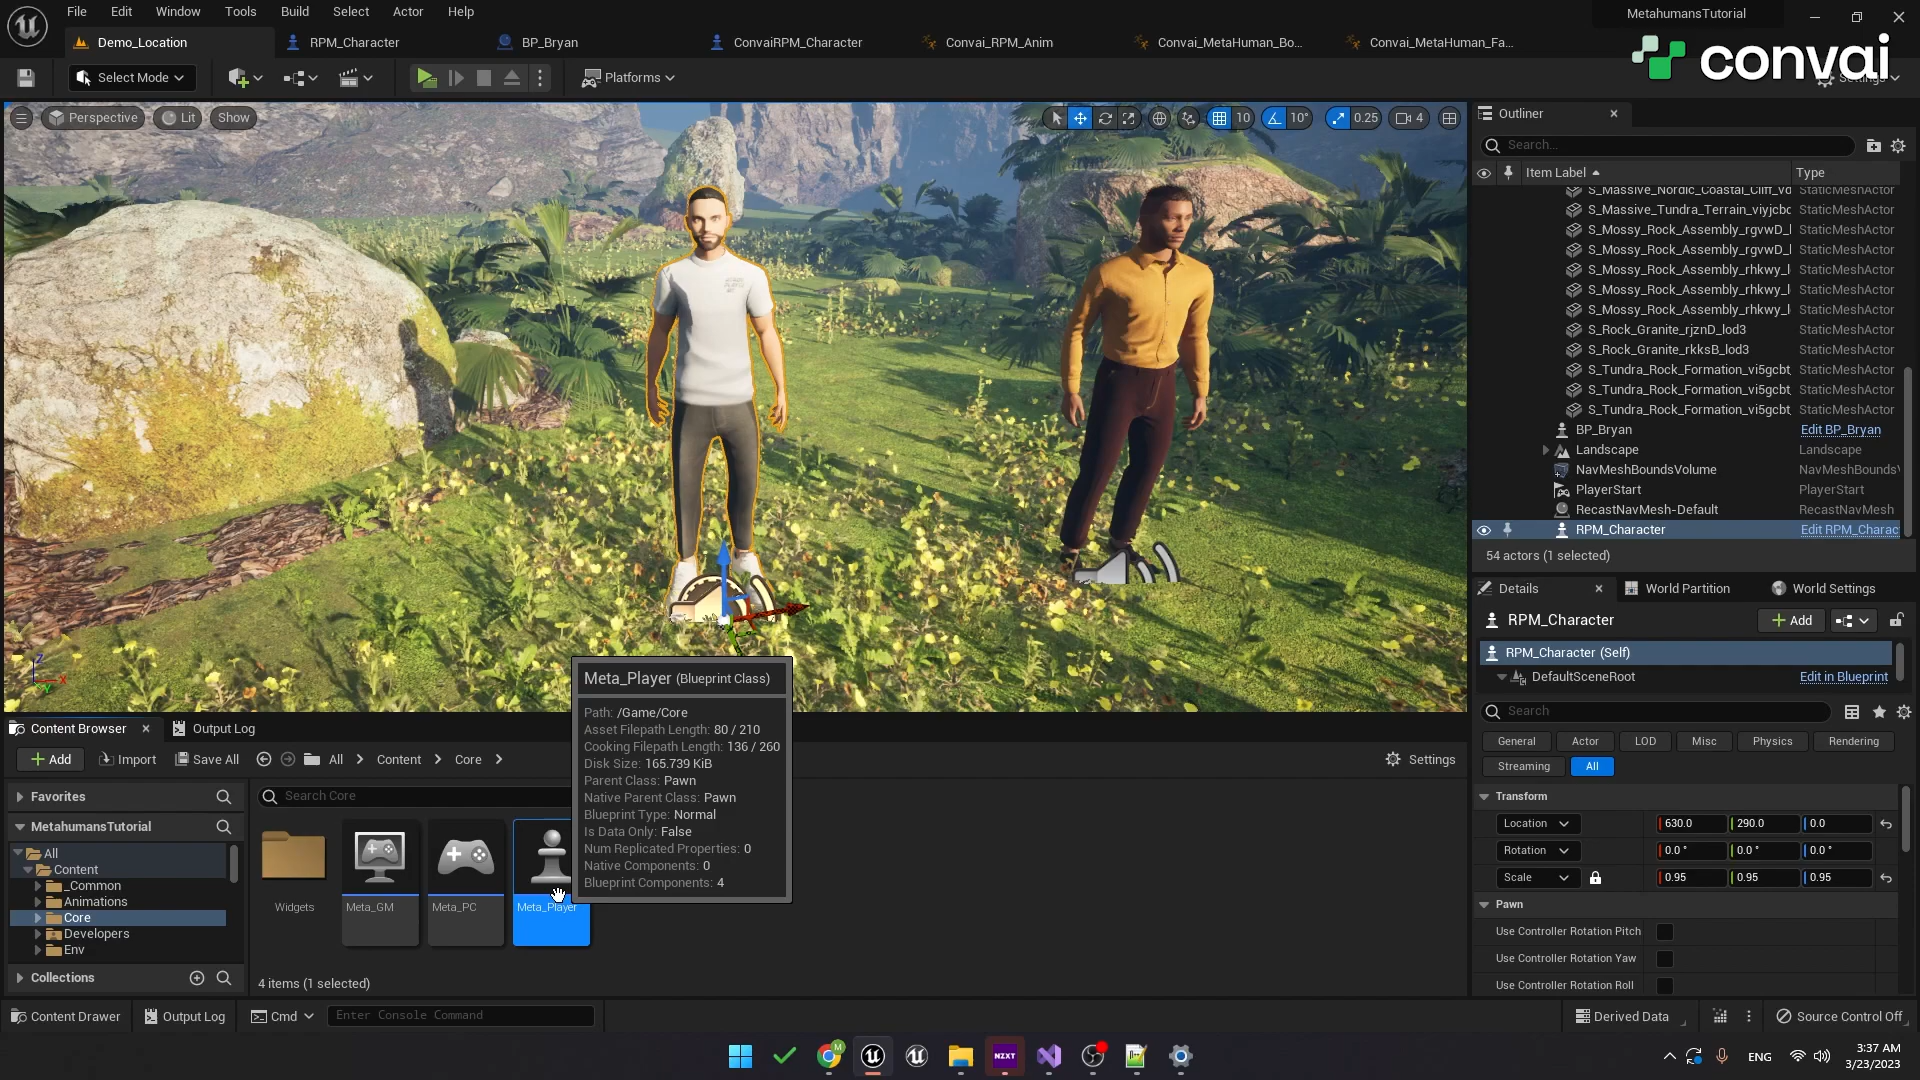 File Edit Window Tools Build Select Actor Help
MetahumansTutorial
Demo_Location RPM_Character BP_Bryan ConvaiRPM_Character Convai_RPM_Anim Convai_MetaHuman_Bo... Convai_MetaHuman_Fa...
convai
Select Mode Platforms Settings
Perspective Lit Show 10 10° 0.25 4
Outliner
Search...
Item Label Type
S_Massive_Nordic_Coastal_Cliff_vd StaticMeshActor
S_Massive_Tundra_Terrain_viyjcbc StaticMeshActor
S_Mossy_Rock_Assembly_rgvwD_l StaticMeshActor
S_Mossy_Rock_Assembly_rgvwD_l StaticMeshActor
S_Mossy_Rock_Assembly_rhkwy_l StaticMeshActor
S_Mossy_Rock_Assembly_rhkwy_l StaticMeshActor
S_Mossy_Rock_Assembly_rhkwy_l StaticMeshActor
S_Rock_Granite_rjznD_lod3 StaticMeshActor
S_Rock_Granite_rkksB_lod3 StaticMeshActor
S_Tundra_Rock_Formation_vi5gcbt_ StaticMeshActor
S_Tundra_Rock_Formation_vi5gcbt_ StaticMeshActor
S_Tundra_Rock_Formation_vi5gcbt_ StaticMeshActor
BP_Bryan Edit BP_Bryan
Landscape Landscape
NavMeshBoundsVolume NavMeshBoundsV
PlayerStart PlayerStart
RecastNavMesh-Default RecastNavMesh
RPM_Character Edit RPM_Charac
54 actors (1 selected)
Details World Partition World Settings
RPM_Character Add
RPM_Character (Self)
DefaultSceneRoot Edit in Blueprint
Search
General Actor LOD Misc Physics Rendering
Streaming All
Transform
Location 630.0 290.0 0.0
Rotation 0.0 ° 0.0 ° 0.0 °
Scale 0.95 0.95 0.95
Pawn
Use Controller Rotation Pitch
Use Controller Rotation Yaw
Use Controller Rotation Roll
Z X Y
Meta_Player (Blueprint Class)
Path: /Game/Core
Asset Filepath Length: 80 / 210
Cooking Filepath Length: 136 / 260
Disk Size: 165.739 KiB
Parent Class: Pawn
Native Parent Class: Pawn
Blueprint Type: Normal
Is Data Only: False
Num Replicated Properties: 0
Native Components: 0
Blueprint Components: 4
Content Browser Output Log
Add Import Save All All Content Core Settings
Favorites
Search Core
MetahumansTutorial
All
Content
_Common
Animations
Core
Developers
Env
Collections
Widgets Meta_GM Meta_PC Meta_Player
4 items (1 selected)
Content Drawer Output Log Cmd Enter Console Command Derived Data Source Control Off
M NZXT
ENG
3:37 AM
3/23/2023